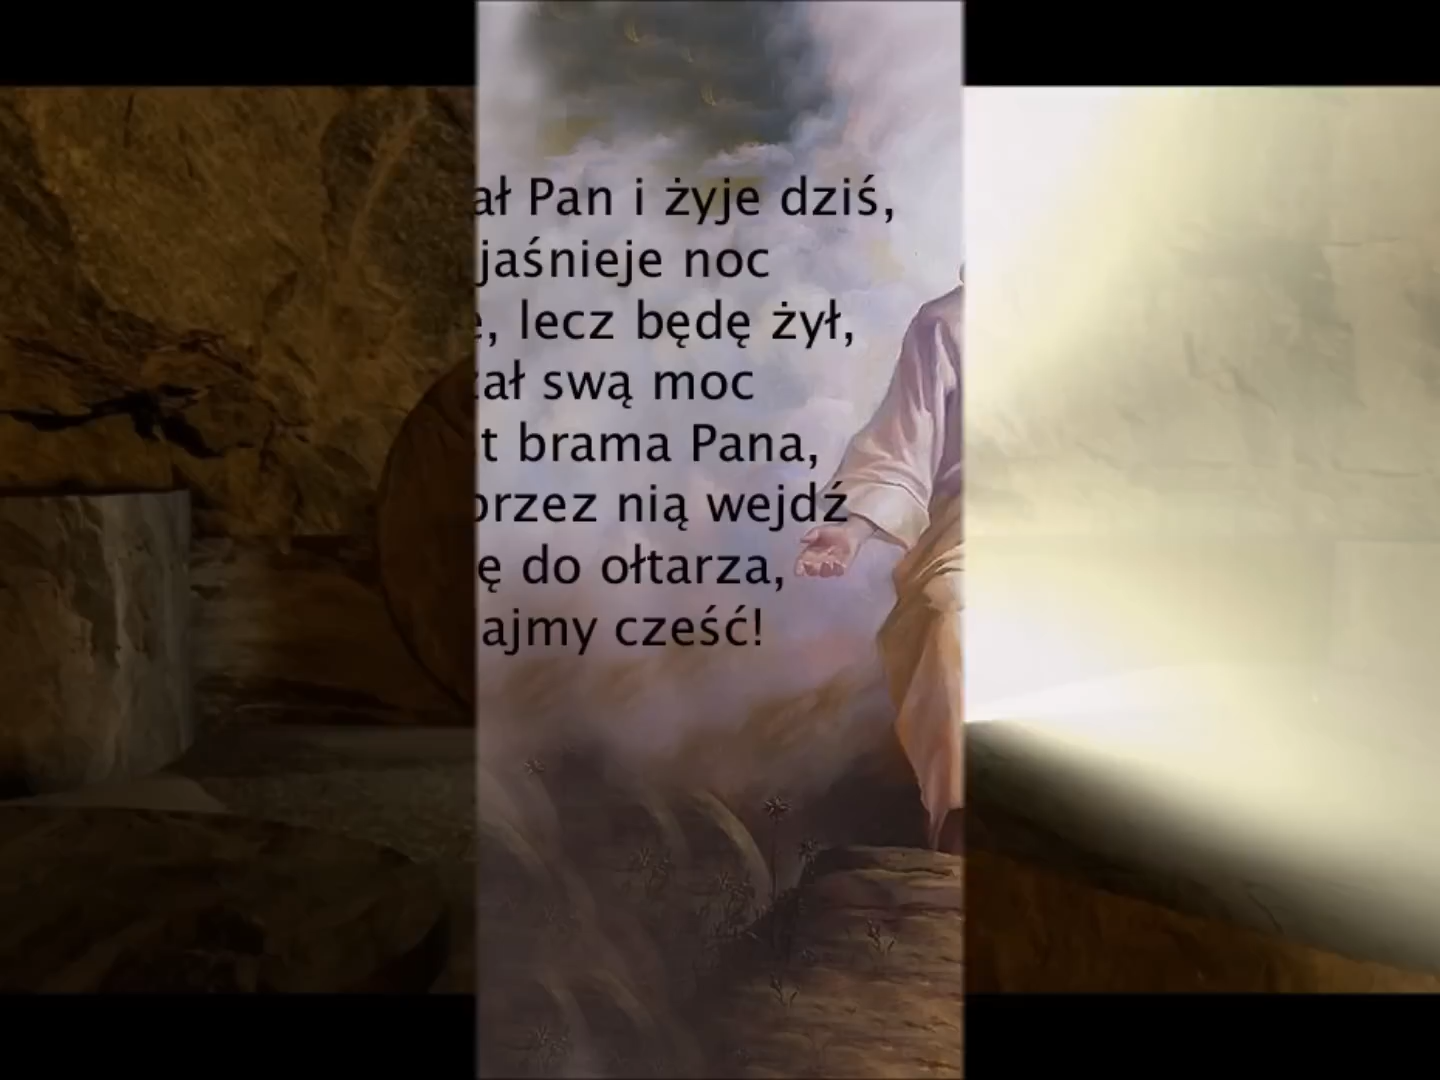 ał Pan i żyje dziś,
jaśnieje noc
lecz będę żył,
ał swą moc
t brama Pana,
przez nią wejdź
ę do ołtarza,
ajmy cześć!